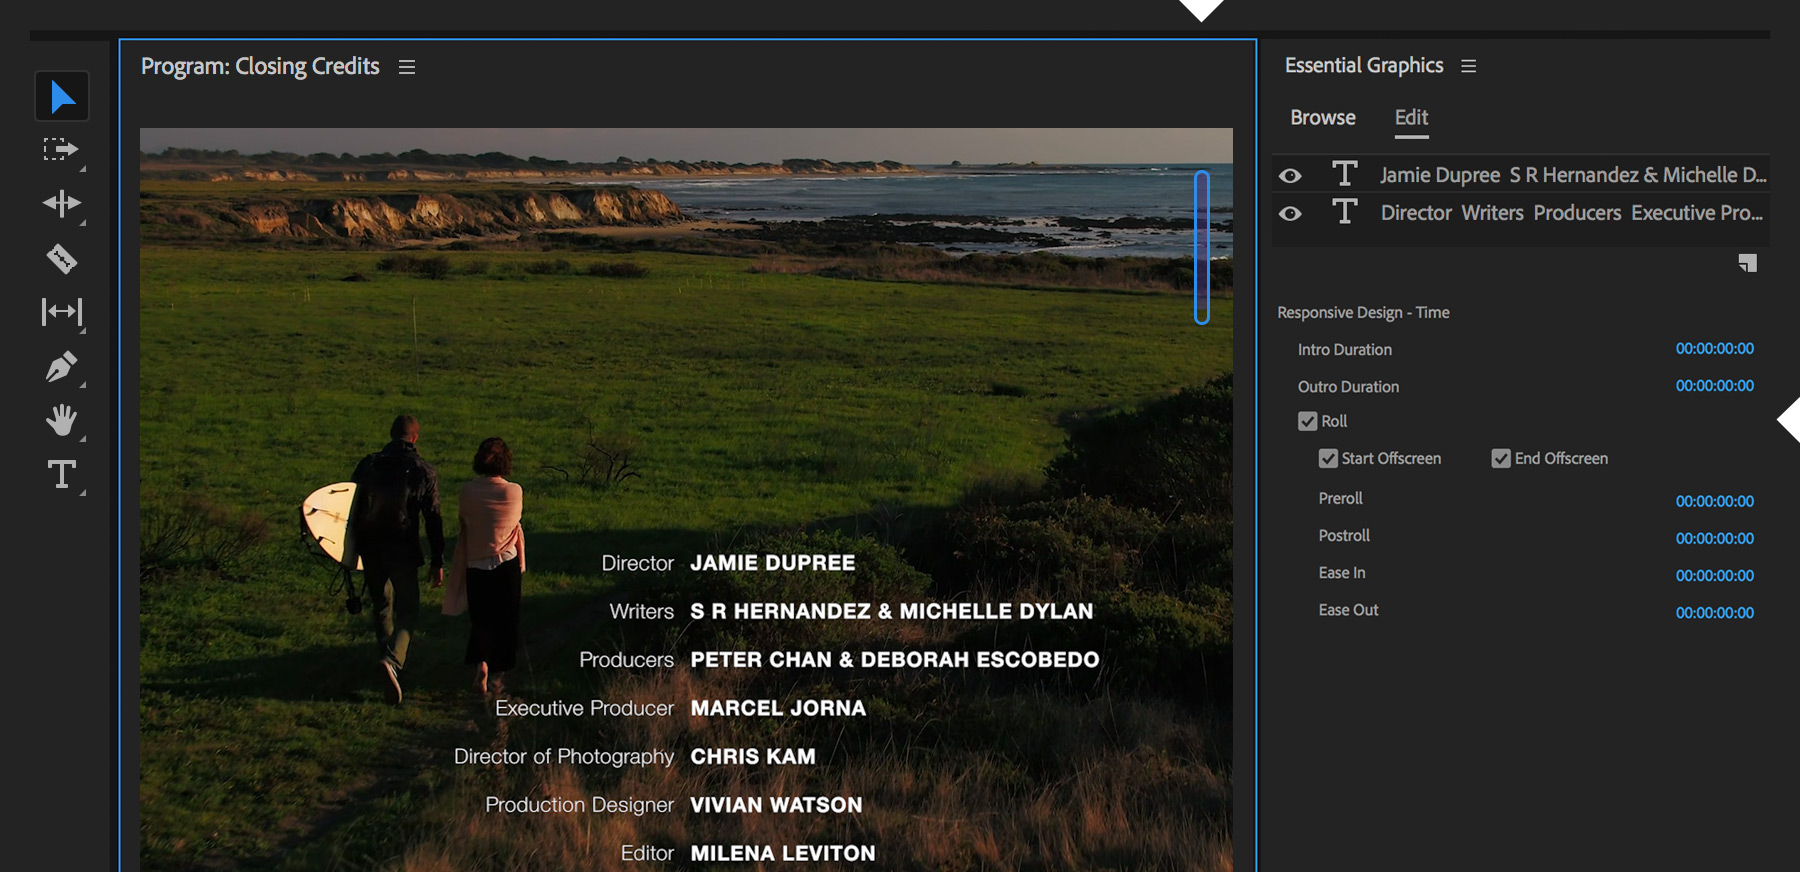 Program: Closing Credits
Director JAMIE DUPREE
Writers S R HERNANDEZ & MICHELLE DYLAN
Producers PETER CHAN & DEBORAH ESCOBEDO
Executive Producer MARCEL JORNA
Director of Photography CHRIS KAM
Production Designer VIVIAN WATSON
Editor MILENA LEVITON
Essential Graphics
Browse Edit
Jamie Dupree S R Hernandez & Michelle D...
Director Writers Producers Executive Pro...
Responsive Design - Time
Intro Duration 00:00:00:00
Outro Duration 00:00:00:00
Roll
Start Offscreen End Offscreen
Preroll 00:00:00:00
Postroll 00:00:00:00
Ease In 00:00:00:00
Ease Out 00:00:00:00